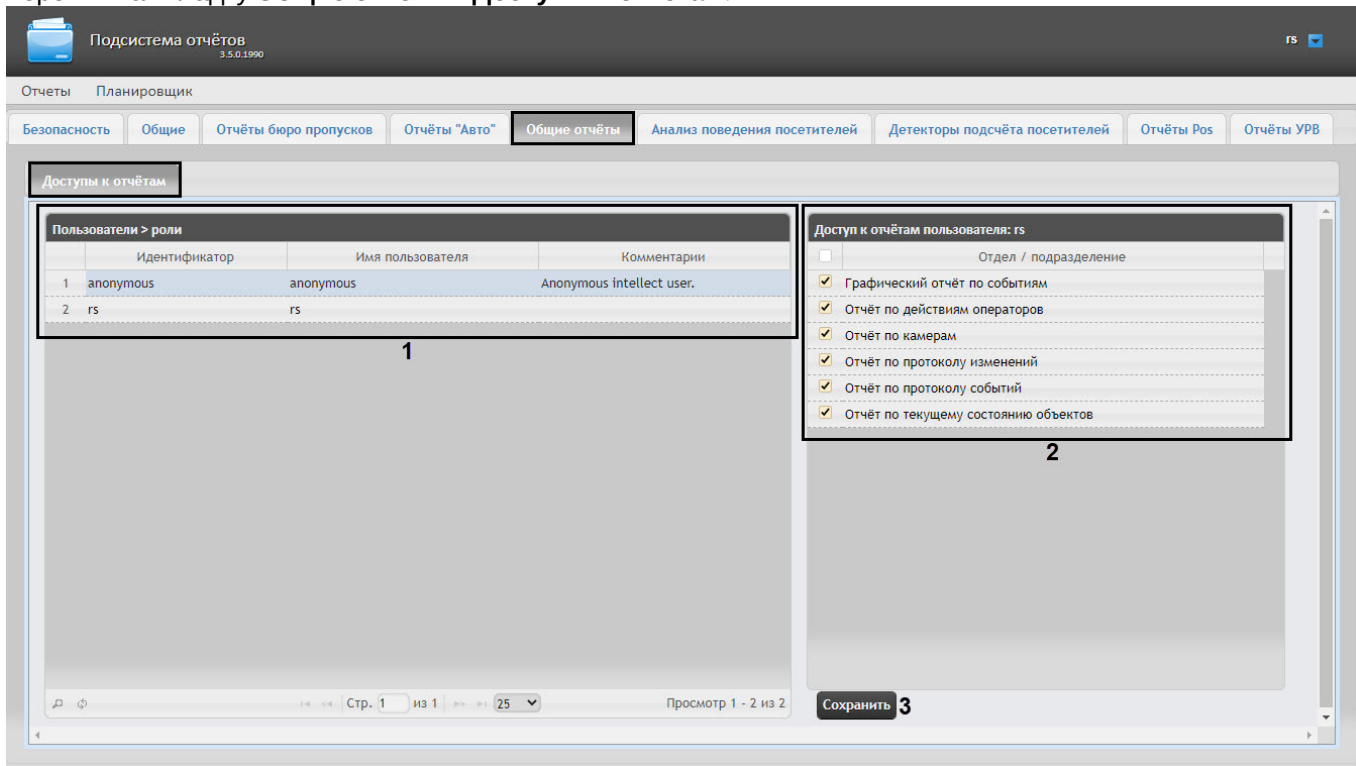 Подсистема отчётов
3.5.0.1990
rs
Отчеты Планировщик
Безопасность Общие Отчёты бюро пропусков Отчёты "Авто" Общие отчёты Анализ поведения посетителей Детекторы подсчёта посетителей Отчёты Pos Отчёты УРВ
Доступы к отчётам
Пользователи > роли
Идентификатор Имя пользователя Комментарии
1 anonymous anonymous Anonymous intellect user.
2 rs rs
1
Доступ к отчётам пользователя: rs
Отдел / подразделение
Графический отчёт по событиям
Отчёт по действиям операторов
Отчёт по камерам
Отчёт по протоколу изменений
Отчёт по протоколу событий
Отчёт по текущему состоянию объектов
2
Стр. 1 из 1 25 Просмотр 1 - 2 из 2
Сохранить 3